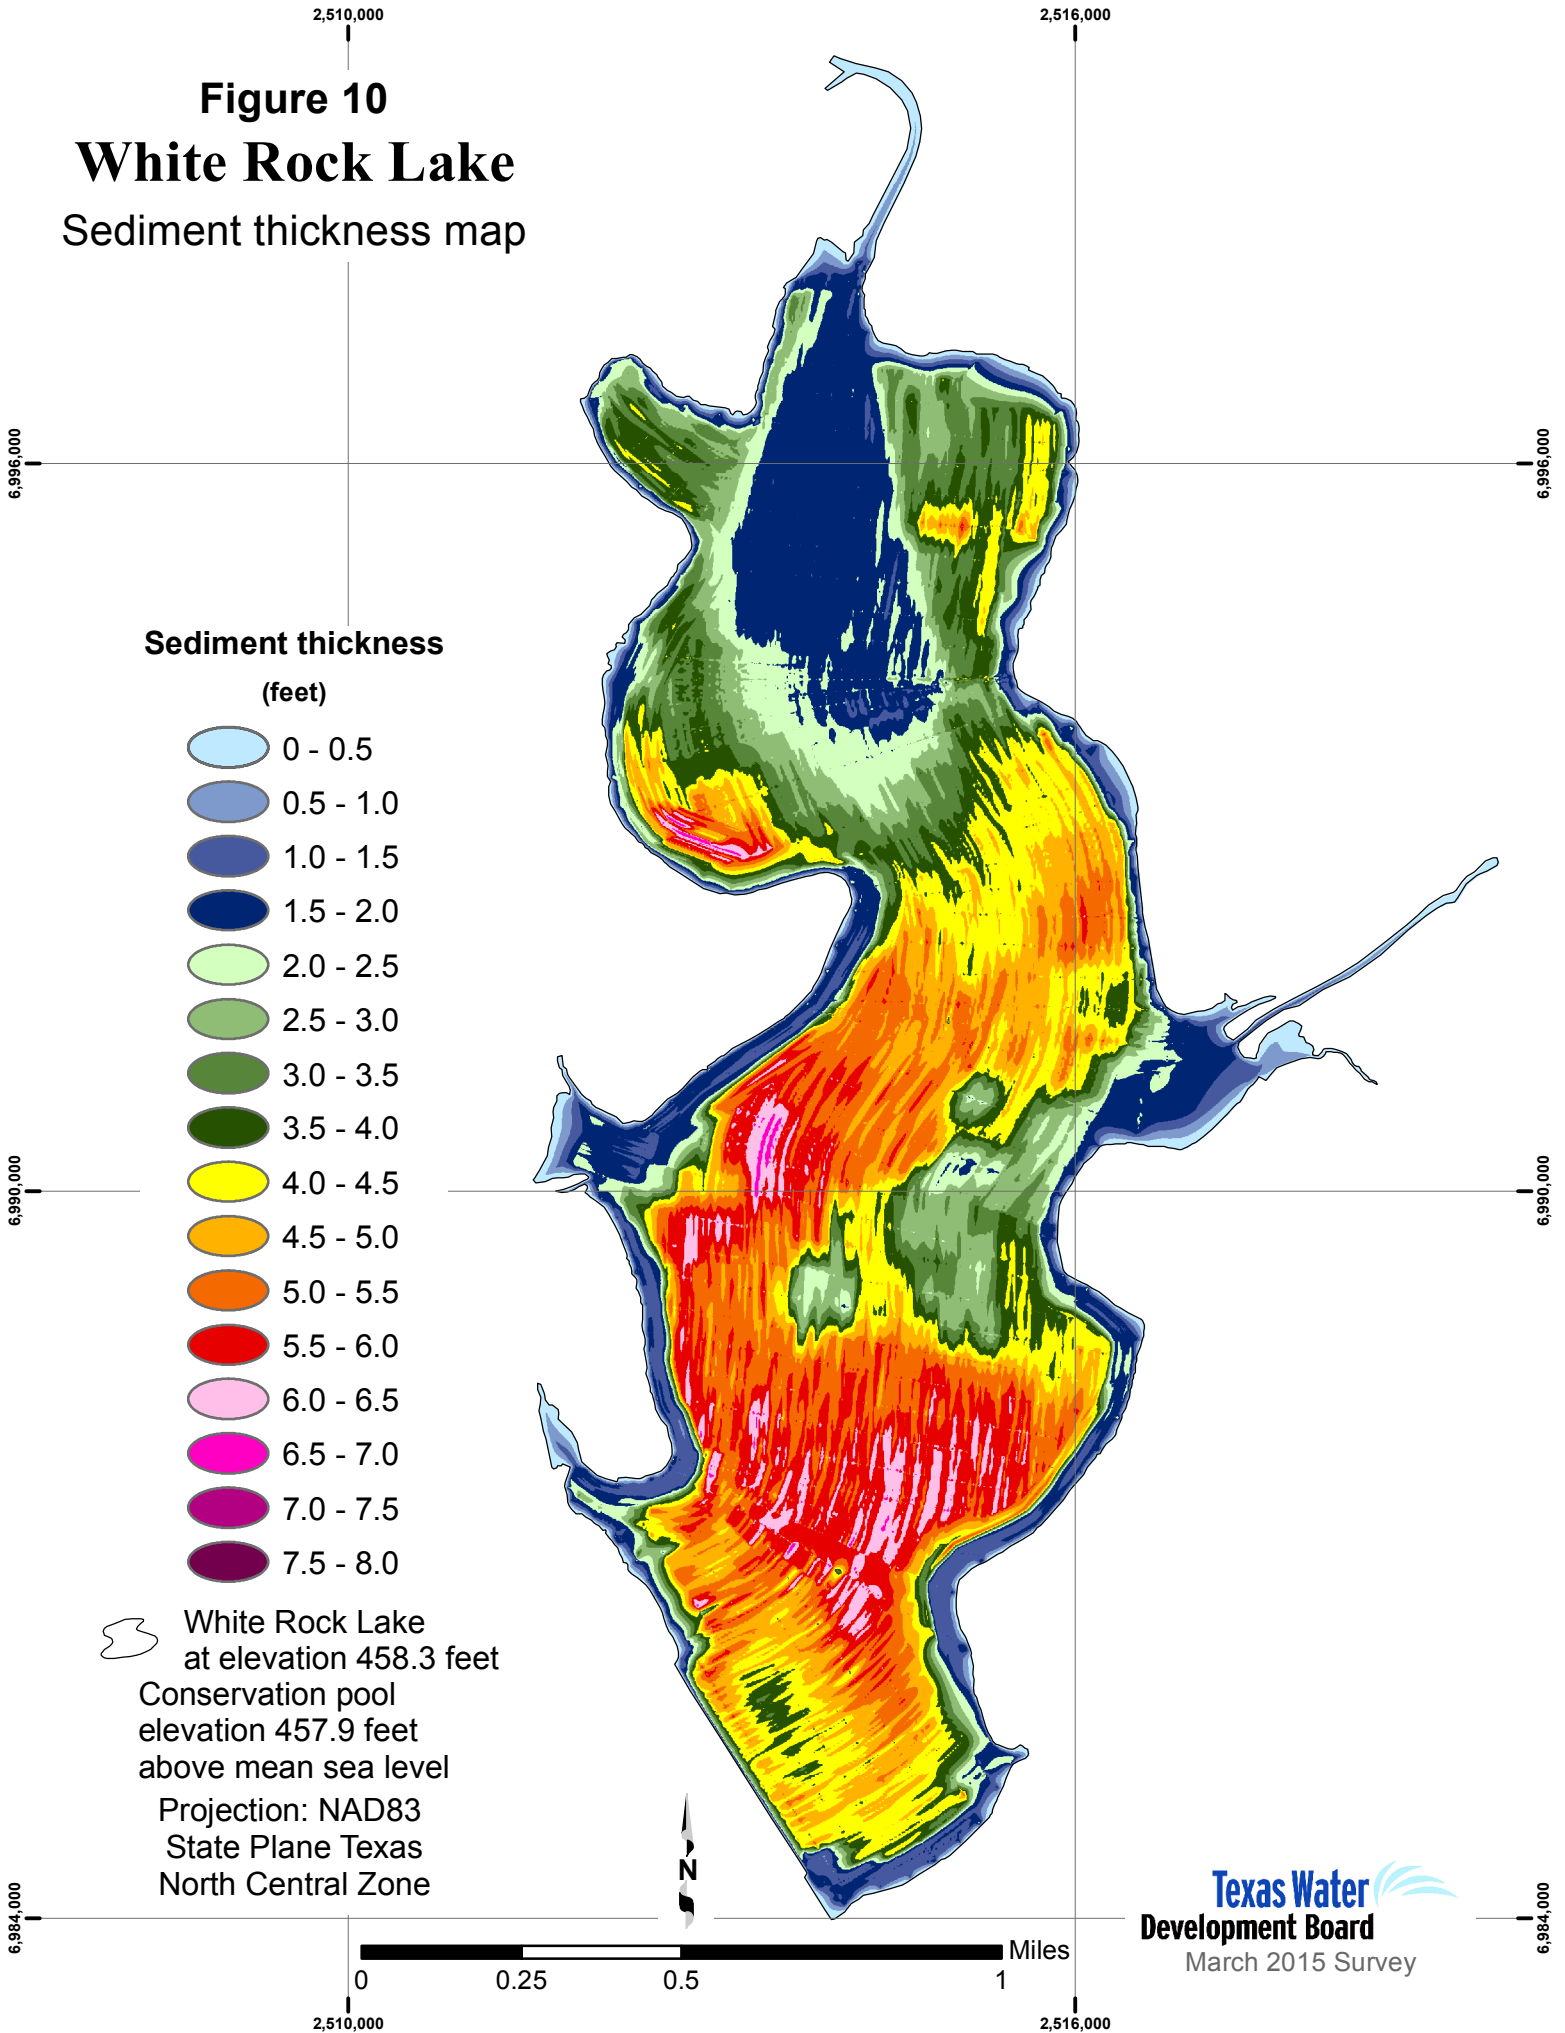 2,510,000
2,516,000
Figure 10
White Rock Lake
Sediment thickness map
6,996,000
6,996,000
Sediment thickness
(feet)
0 - 0.5
0.5 - 1.0
1.0 - 1.5
1.5 - 2.0
2.0 - 2.5
2.5 - 3.0
3.0 - 3.5
3.5 - 4.0
4.0 - 4.5
4.5 - 5.0
5.0 - 5.5
5.5 - 6.0
6.0 - 6.5
6.5 - 7.0
7.0 - 7.5
7.5 - 8.0
6,990,000
6,990,000
White Rock Lake
at elevation 458.3 feet
Conservation pool
elevation 457.9 feet
above mean sea level
Projection: NAD83
State Plane Texas
North Central Zone
N
Texas Water
Development Board
March 2015 Survey
6,984,000
6,984,000
Miles
0
0.25
0.5
1
2,510,000
2,516,000